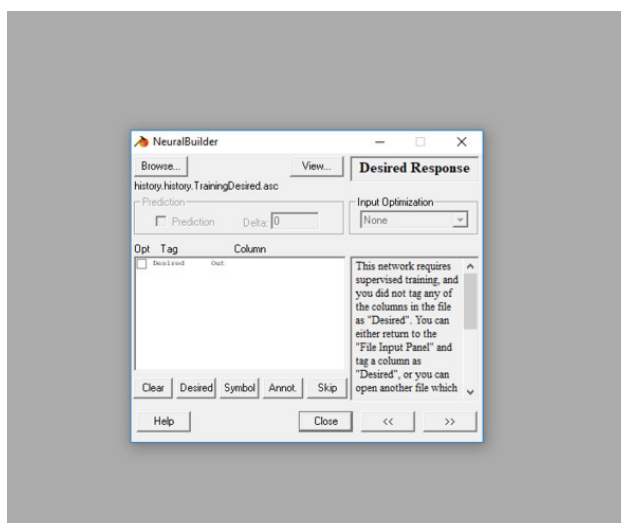 NeuralBuilder
Browse...
View...
Desired Response
history.history.TrainingDesired.asc
Prediction
Prediction
Delta: 0
Input Optimization
None
Opt Tag Column
Desired Out
This network requires
supervised training, and
you did not tag any of
the columns in the file
as "Desired". You can
either return to the
"File Input Panel" and
tag a column as
"Desired", or you can
open another file which
Clear Desired Symbol Annot. Skip
Help Close << >>